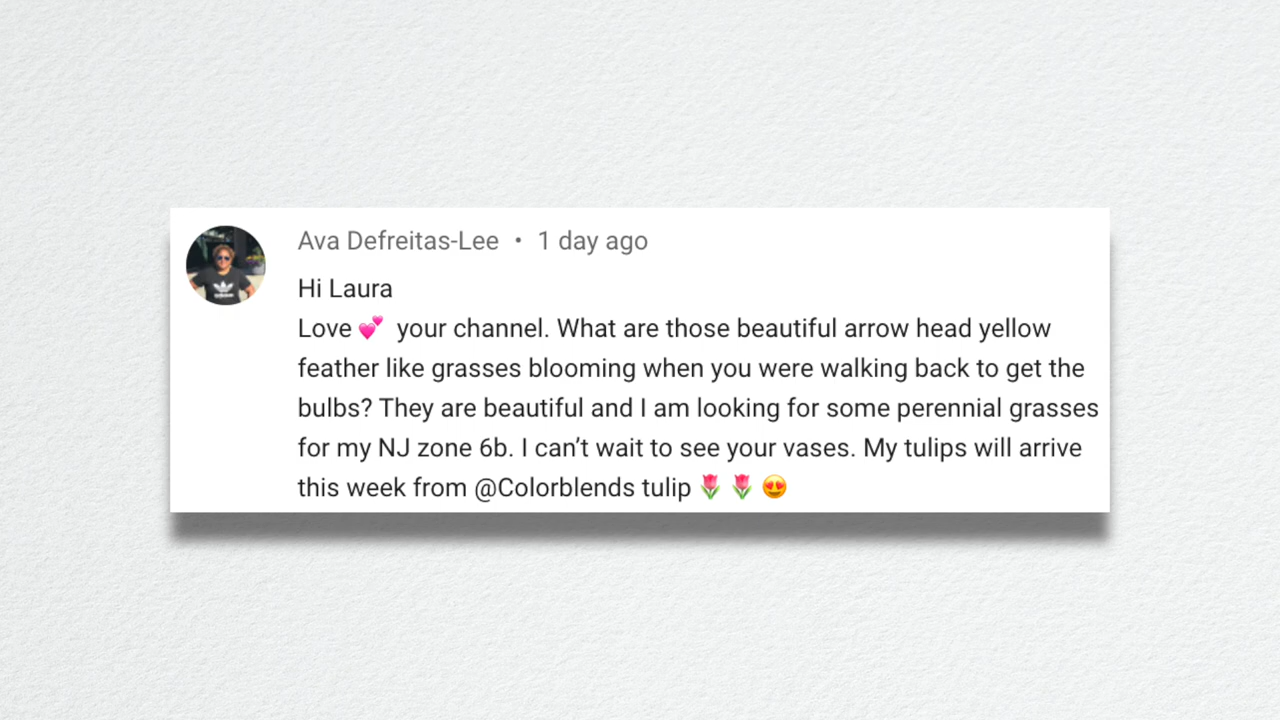 Ava Defreitas-Lee • 1 day ago
Hi Laura
Love 💕 your channel. What are those beautiful arrow head yellow
feather like grasses blooming when you were walking back to get the
bulbs? They are beautiful and I am looking for some perennial grasses
for my NJ zone 6b. I can’t wait to see your vases. My tulips will arrive
this week from @Colorblends tulip 🌷 🌷 😍